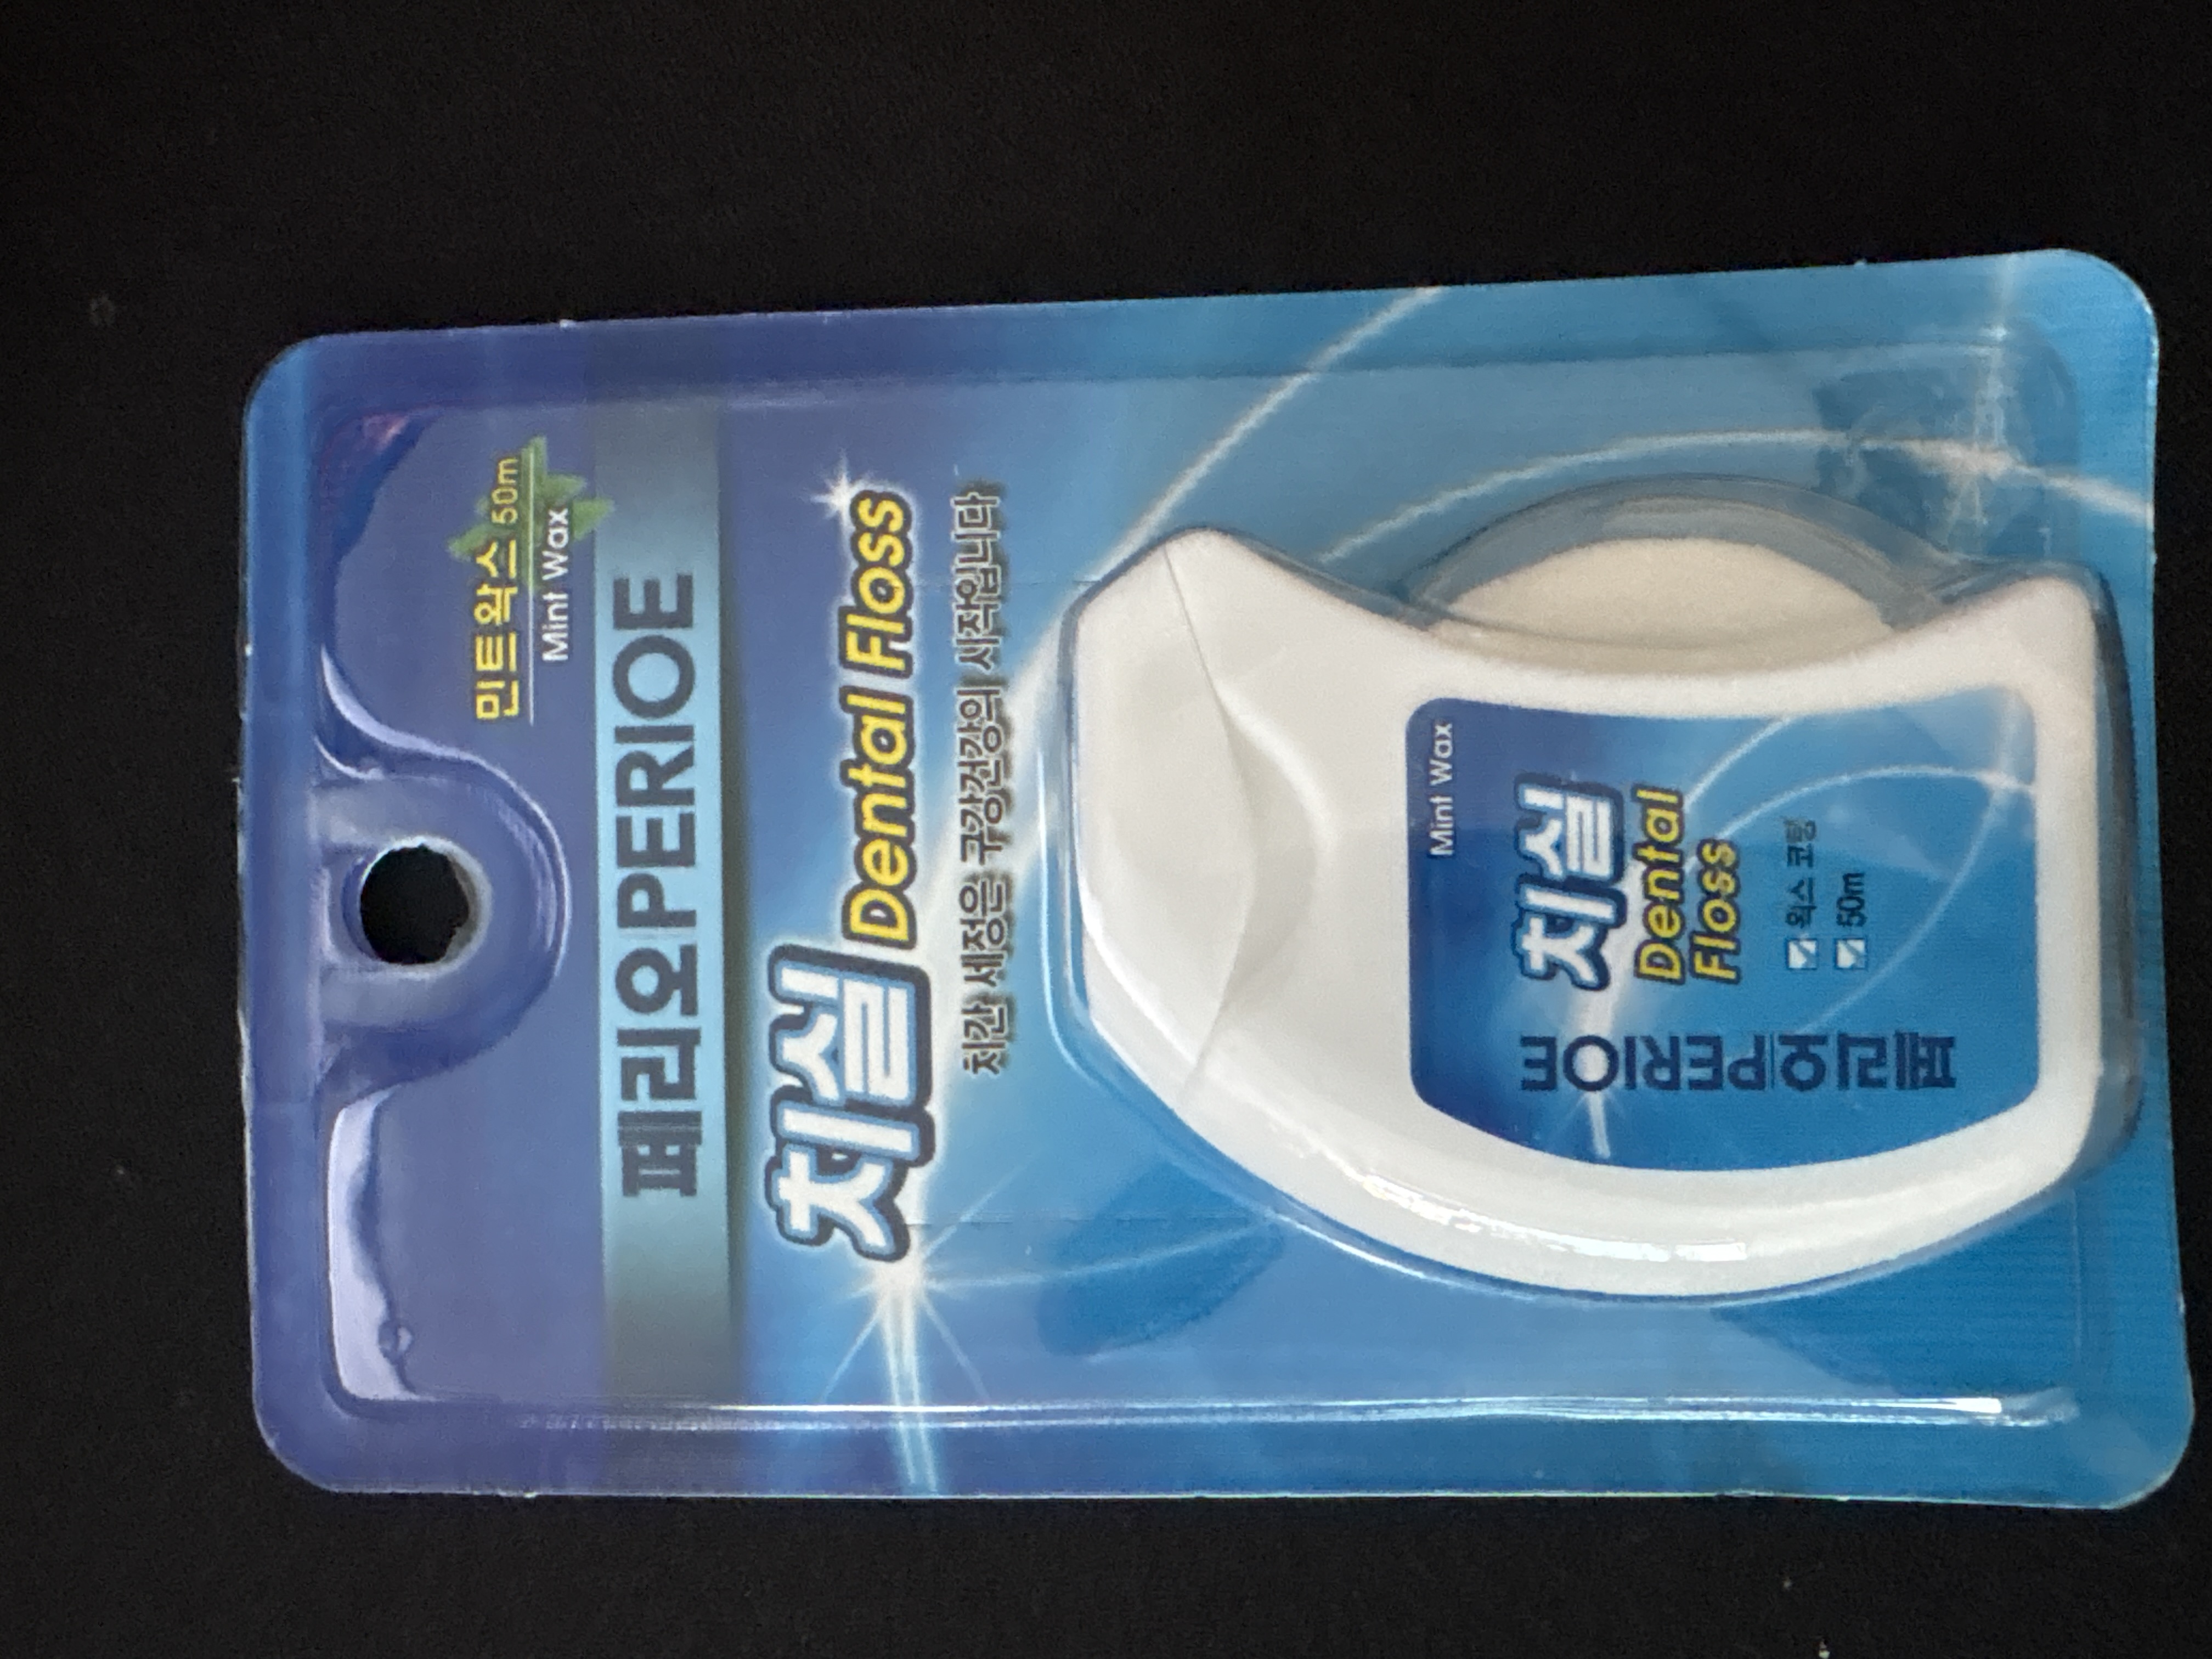 민트왁스 50m
Mint Wax
페리오PERIOE
치실 Dental Floss
치간 세정은 구강건강의 시작입니다
Mint Wax
치실
Dental
Floss
왁스 코팅
50m
페리오PERIOE